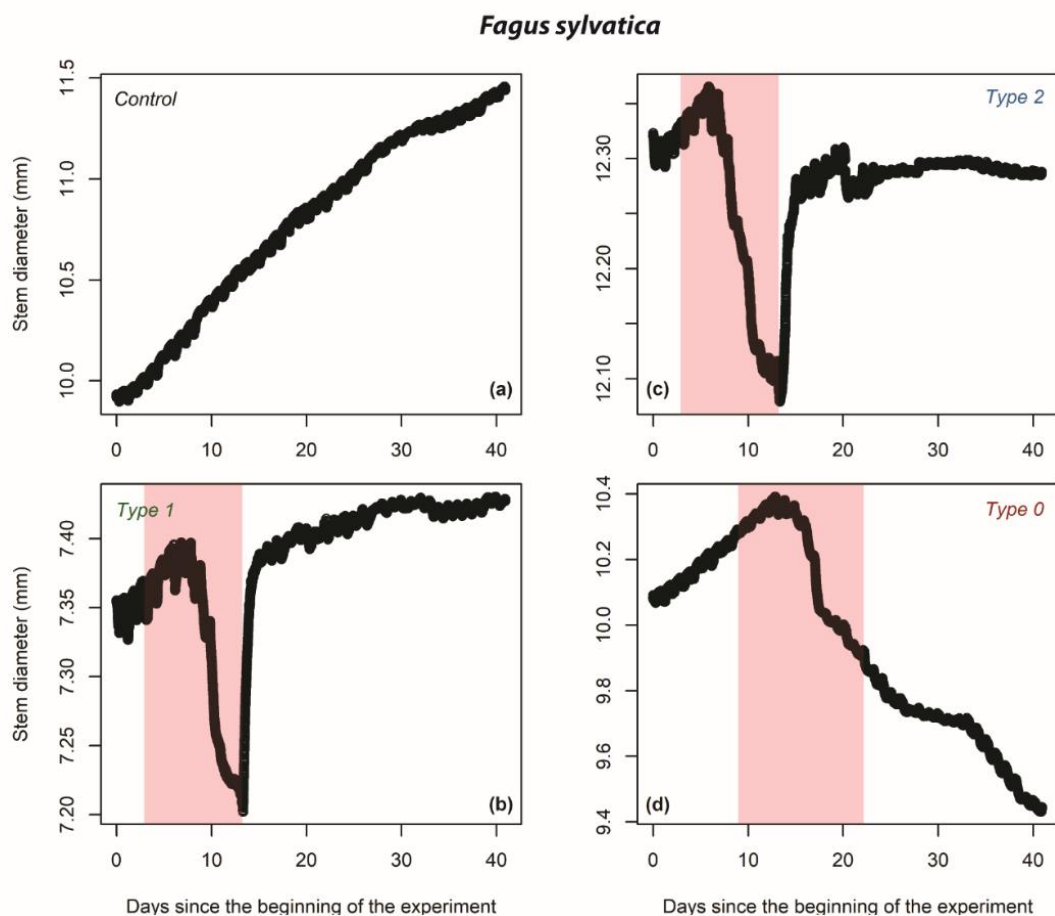 Fagus sylvatica
Control
Stem diameter (mm)
10.0 10.5 11.0 11.5
0 10 20 30 40
(a)
Type 2
12.10 12.20 12.30
0 10 20 30 40
(c)
Type 1
Stem diameter (mm)
7.20 7.25 7.30 7.35 7.40
0 10 20 30 40
(b)
Days since the beginning of the experiment
Type 0
9.4 9.6 9.8 10.0 10.2 10.4
0 10 20 30 40
(d)
Days since the beginning of the experiment